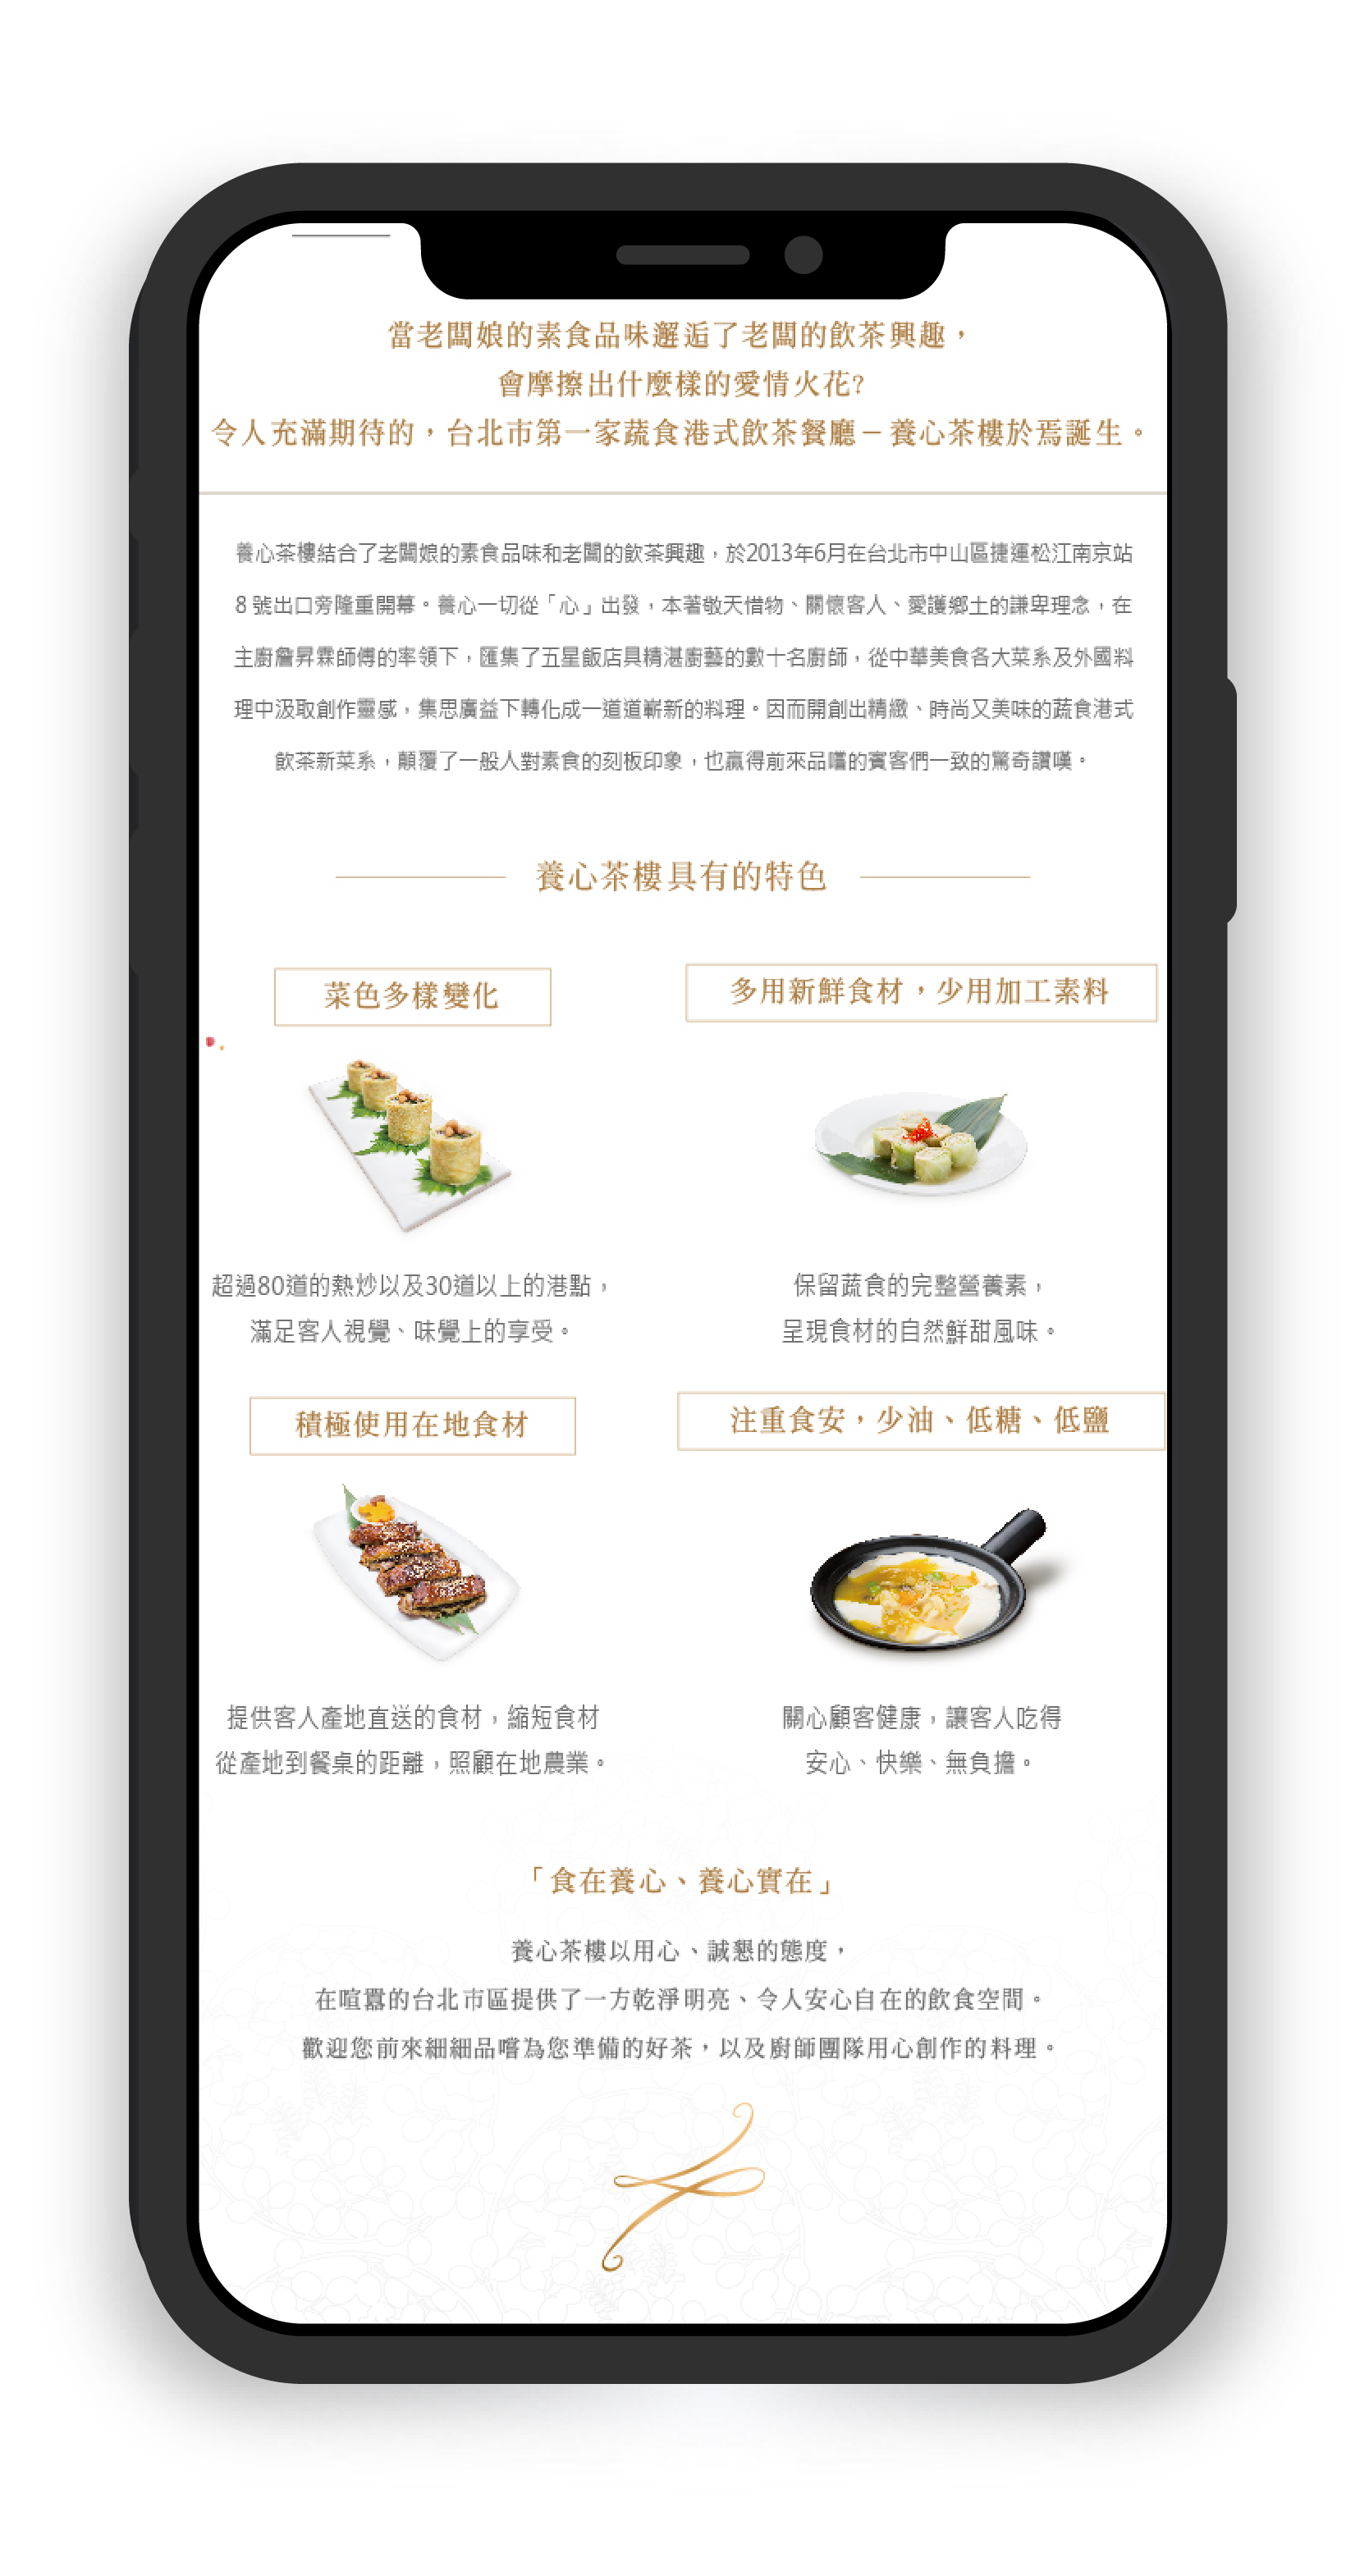 當老闆娘的素食品味邂逅了老闆的飲茶興趣，
會摩擦出什麼樣的愛情火花?
令人充滿期待的，台北市第一家蔬食港式飲茶餐廳－養心茶樓於焉誕生。
養心茶樓結合了老闆娘的素食品味和老闆的飲茶興趣，於2013年6月在台北市中山區捷運松江南京站
8 號出口旁隆重開幕。養心一切從「心」出發，本著敬天惜物、關懷客人、愛護鄉土的謙卑理念，在
主廚詹昇霖師傅的率領下，匯集了五星飯店具精湛廚藝的數十名廚師，從中華美食各大菜系及外國料
理中汲取創作靈感，集思廣益下轉化成一道道嶄新的料理。因而開創出精緻、時尚又美味的蔬食港式
飲茶新菜系，顛覆了一般人對素食的刻板印象，也贏得前來品嚐的賓客們一致的驚奇讚嘆。
養心茶樓具有的特色
菜色多樣變化
超過80道的熱炒以及30道以上的港點，
滿足客人視覺、味覺上的享受。
多用新鮮食材，少用加工素料
保留蔬食的完整營養素，
呈現食材的自然鮮甜風味。
積極使用在地食材
提供客人產地直送的食材，縮短食材
從產地到餐桌的距離，照顧在地農業。
注重食安，少油、低糖、低鹽
關心顧客健康，讓客人吃得
安心、快樂、無負擔。
「食在養心、養心實在」
養心茶樓以用心、誠懇的態度，
在喧囂的台北市區提供了一方乾淨明亮、令人安心自在的飲食空間。
歡迎您前來細細品嚐為您準備的好茶，以及廚師團隊用心創作的料理。